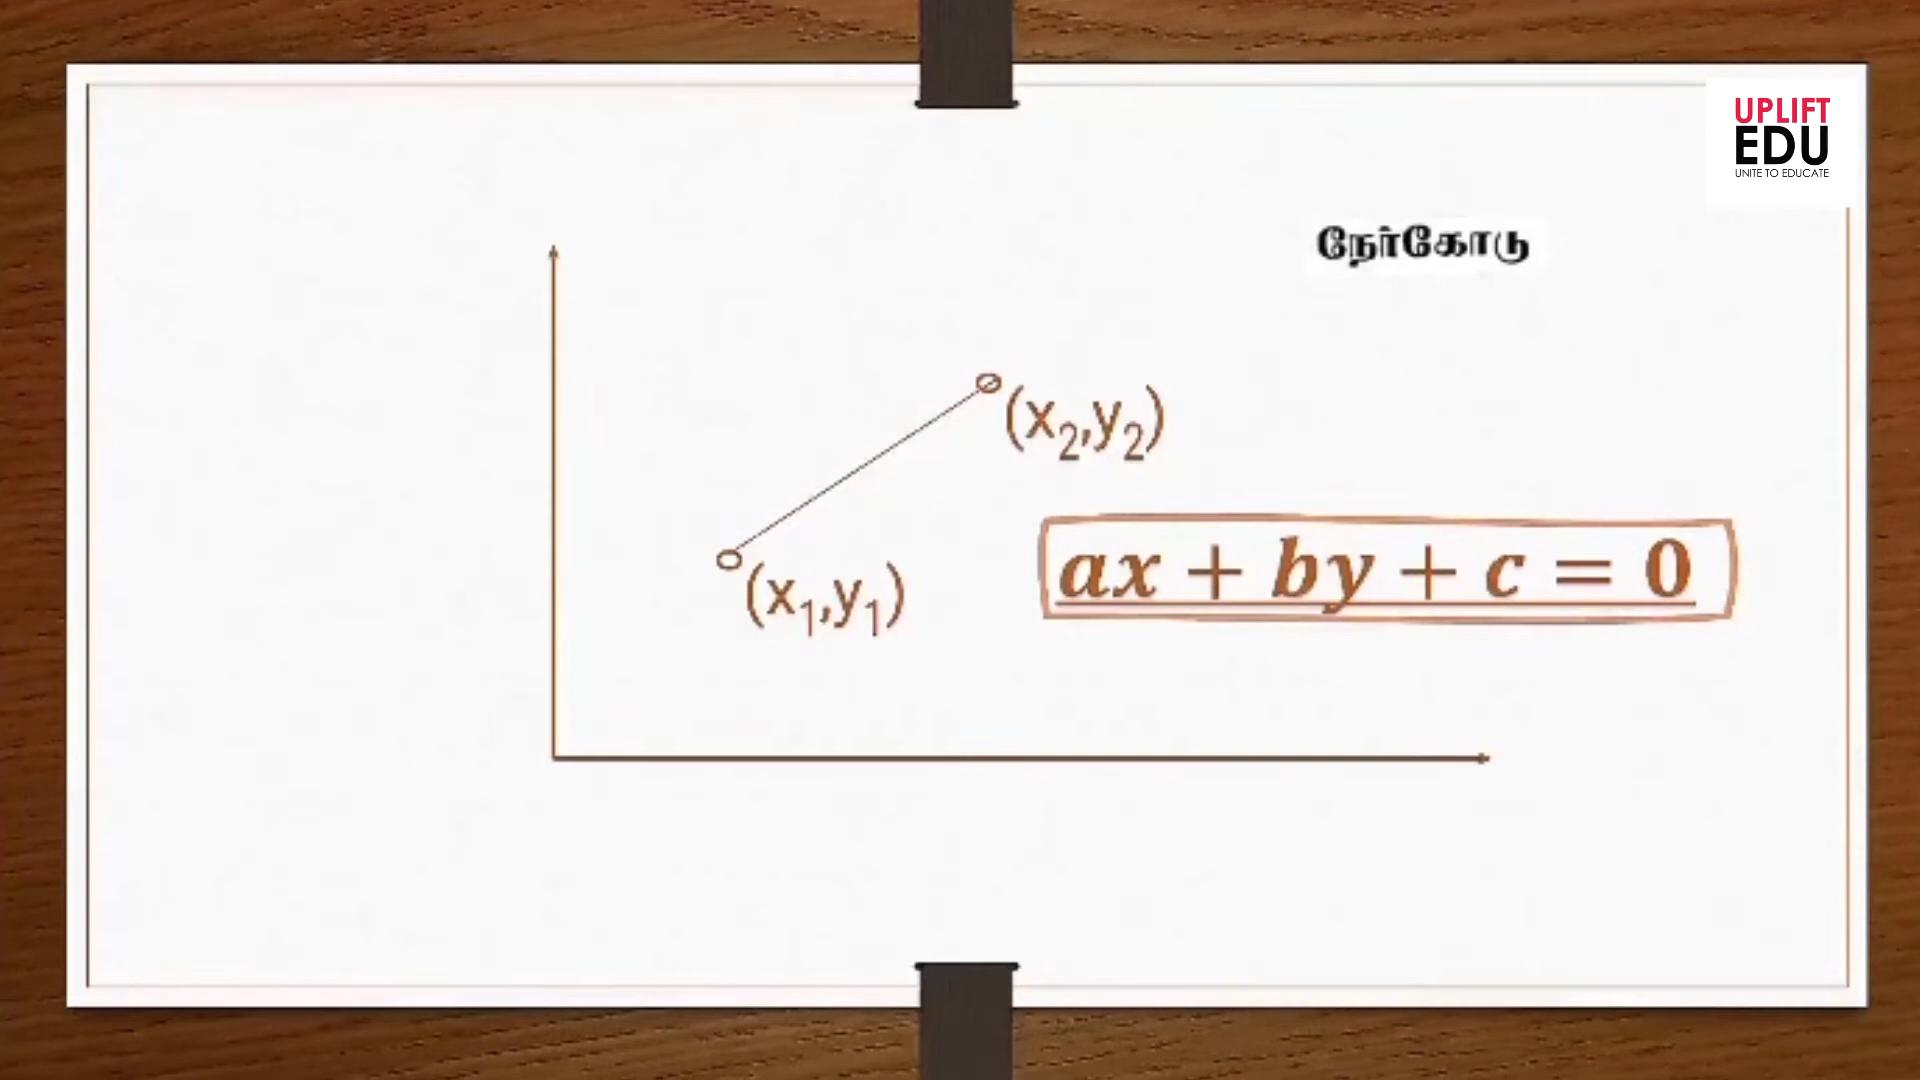 UPLIFT
EDU
UNITE TO EDUCATE
நேர்கோடு
(x₂,y₂)
ax + by + c = 0
(x₁,y₁)